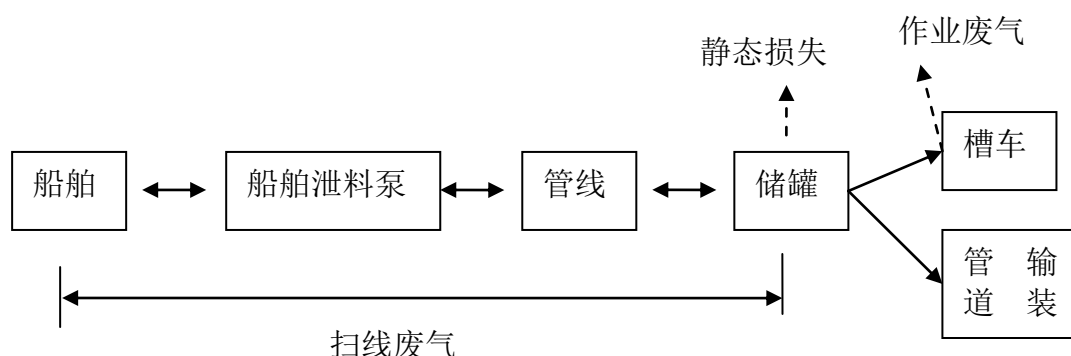 作业废气
静态损失
船舶
船舶泄料泵
管线
储罐
槽车
管 输
道 装
扫线废气